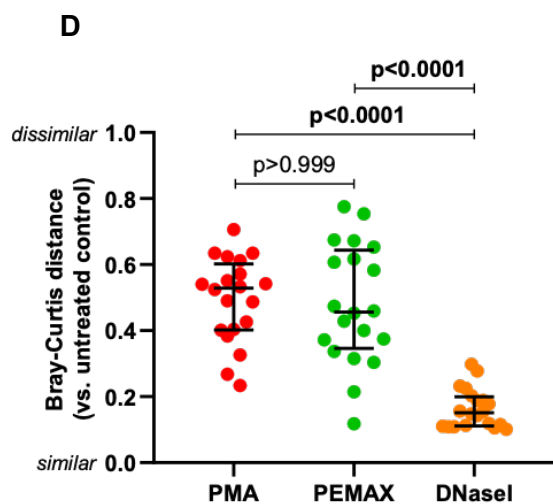 D
p<0.0001
p<0.0001
p>0.999
dissimilar 1.0
0.8
0.6
0.4
0.2
similar 0.0
Bray-Curtis distance
(vs. untreated control)
PMA PEMAX DNaseI